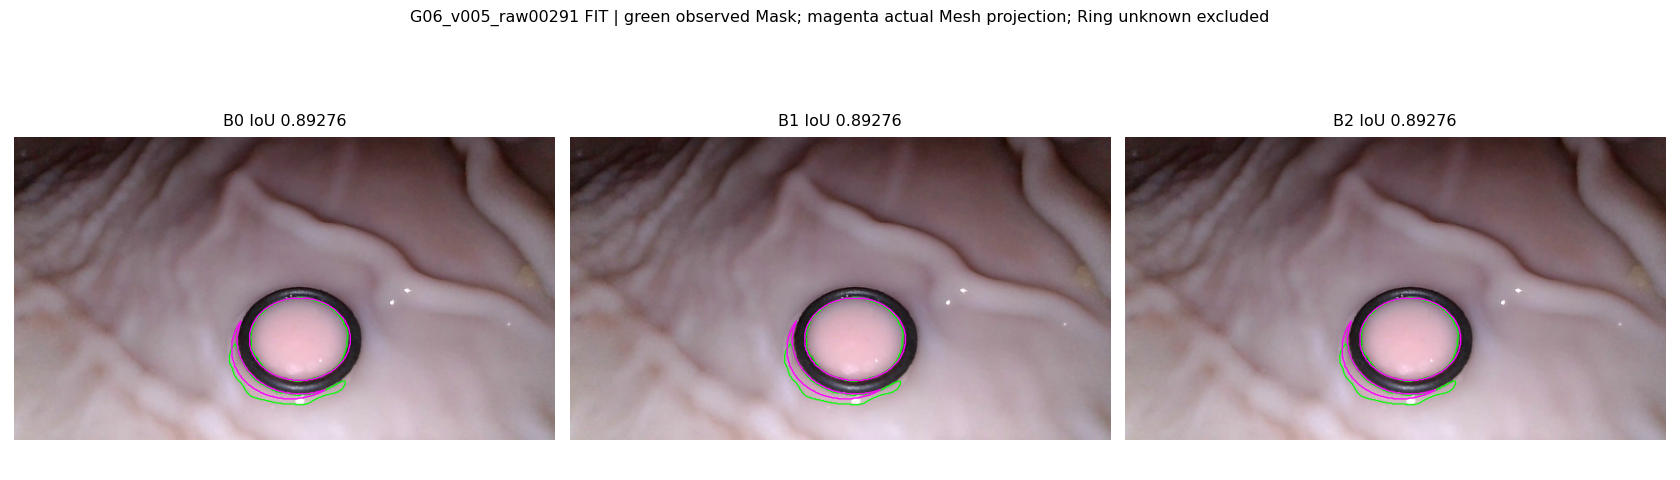 G06_v005_raw00291 FIT | green observed Mask; magenta actual Mesh projection; Ring unknown excluded
B0 IoU 0.89276
B1 IoU 0.89276
B2 IoU 0.89276